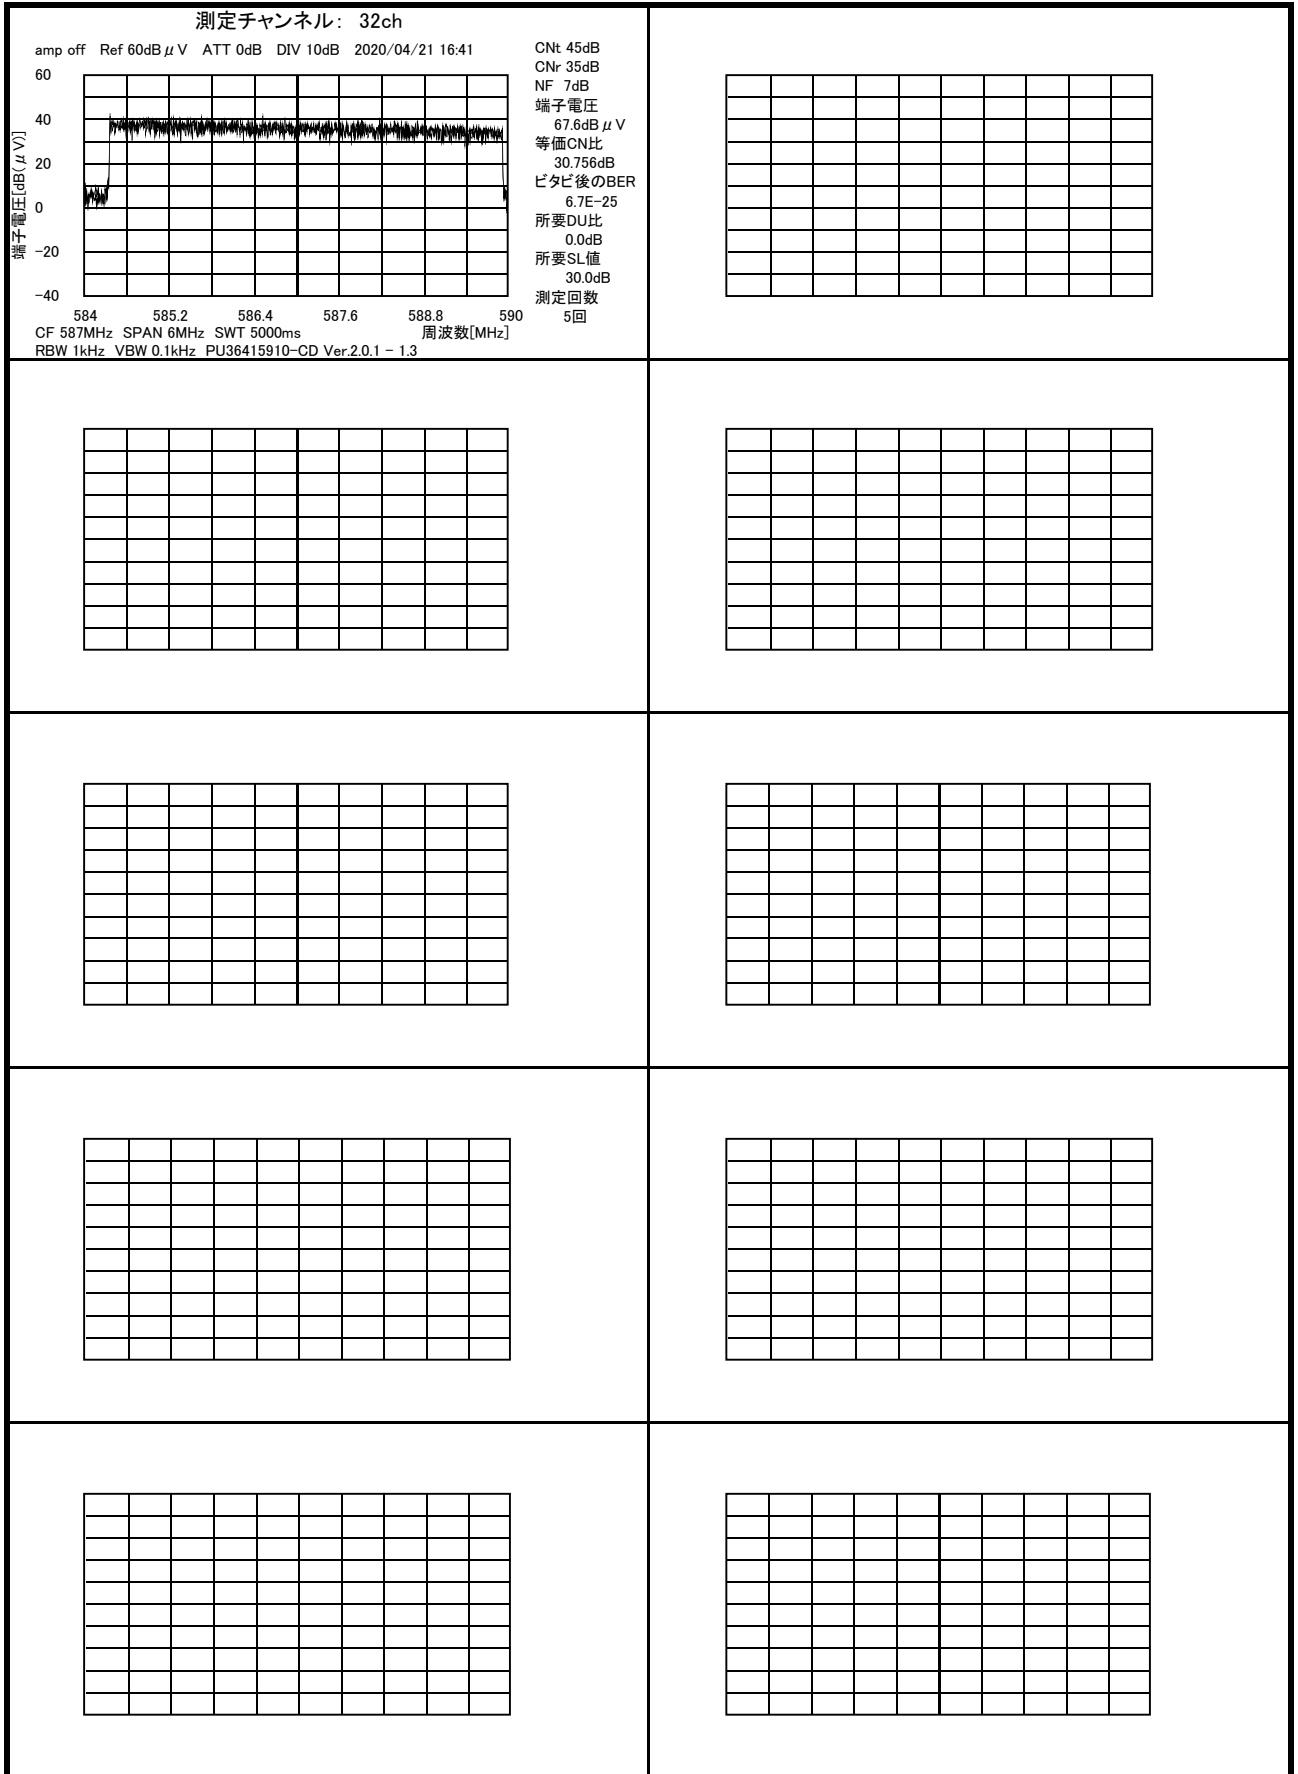 測定チャンネル： 32ch
amp off Ref 60dBμV ATT 0dB DIV 10dB 2020/04/21 16:41
端子電圧[dB(μV)]
60
40
20
0
-20
-40
584 585.2 586.4 587.6 588.8 590
CF 587MHz SPAN 6MHz SWT 5000ms 周波数[MHz]
RBW 1kHz VBW 0.1kHz PU36415910-CD Ver.2.0.1 - 1.3
CNt 45dB
CNr 35dB
NF 7dB
端子電圧
67.6dBμV
等価CN比
30.756dB
ビタビ後のBER
6.7E-25
所要DU比
0.0dB
所要SL値
30.0dB
測定回数
5回